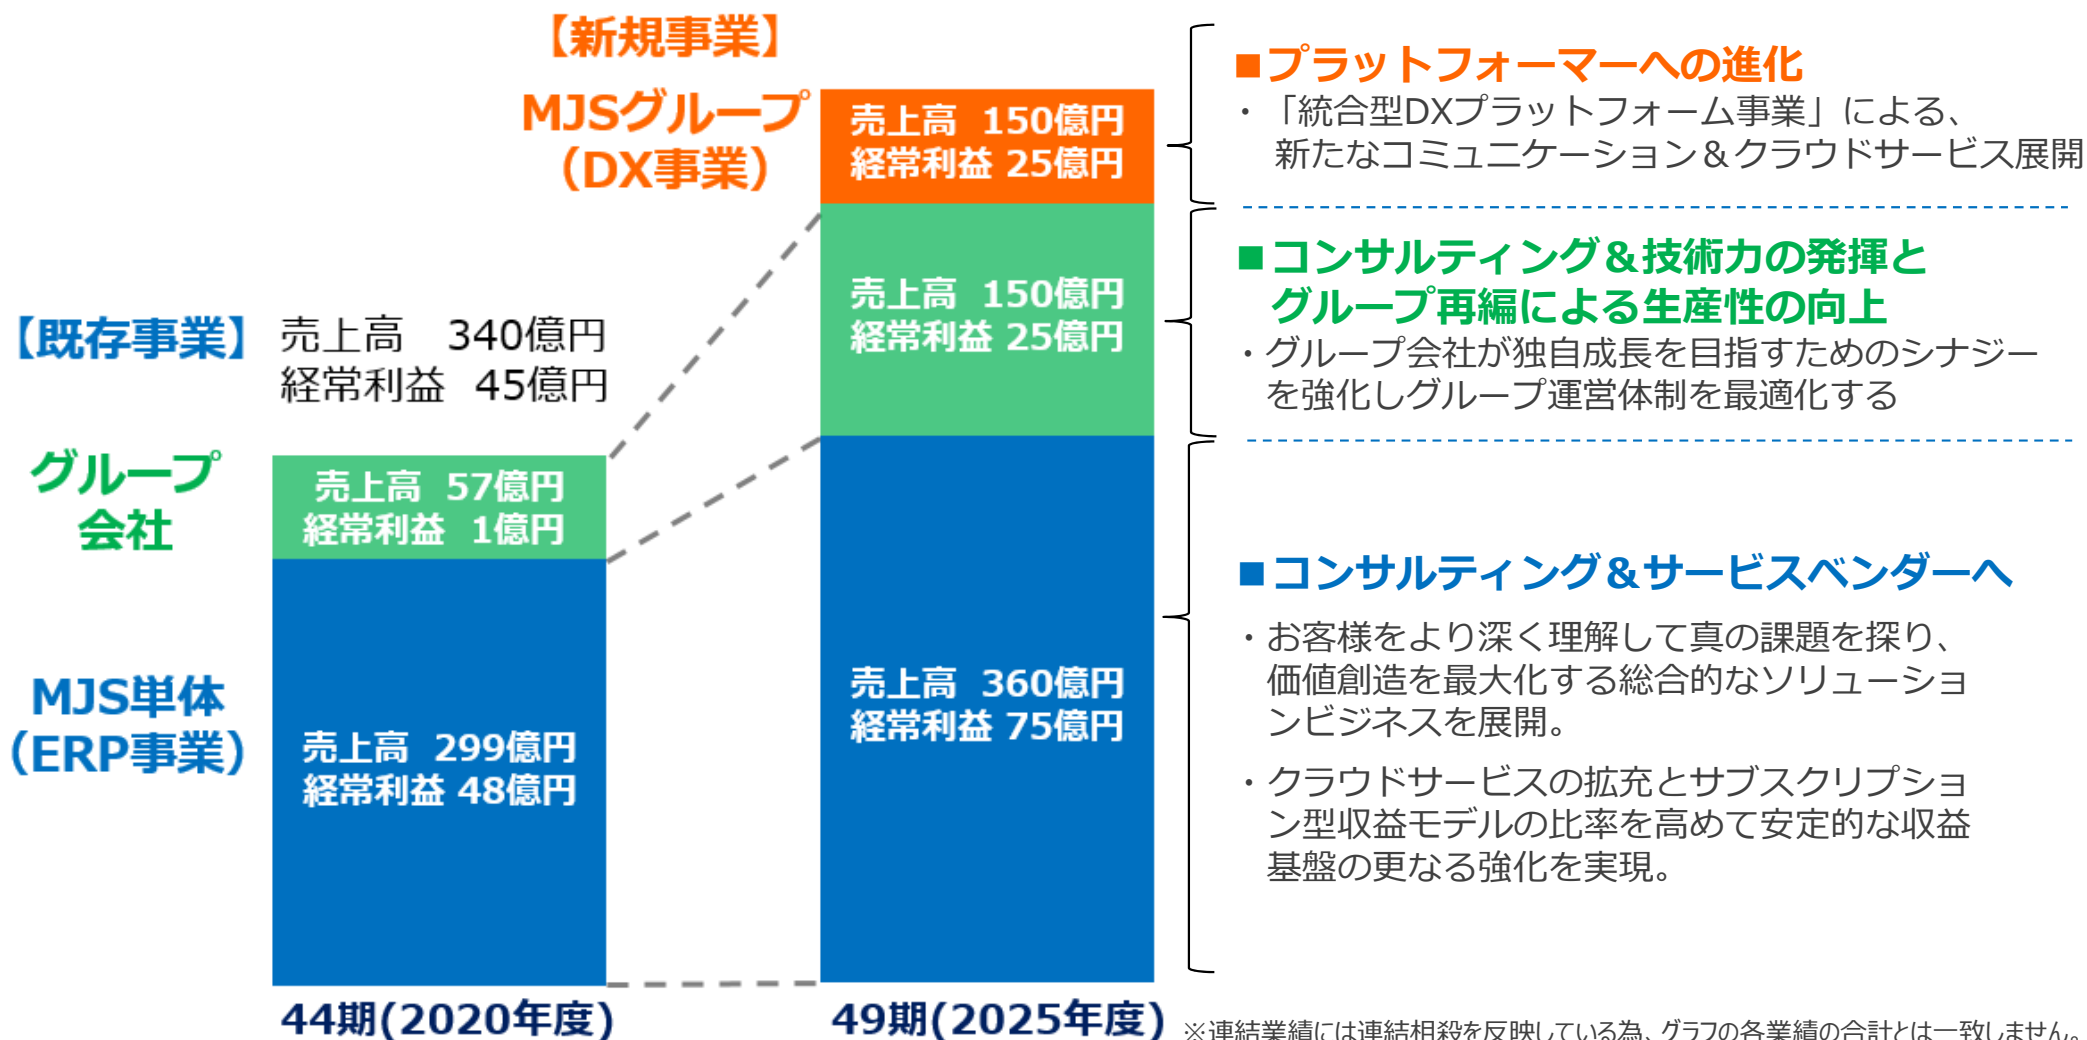 【新規事業】
MJSグループ
（DX事業）
売上高 150億円
経常利益 25億円
売上高 150億円
経常利益 25億円
売上高 360億円
経常利益 75億円
【既存事業】
売上高 340億円
経常利益 45億円
グループ
会社
売上高 57億円
経常利益 1億円
MJS単体
（ERP事業）
売上高 299億円
経常利益 48億円
44期(2020年度)
49期(2025年度)
■プラットフォーマーへの進化
・「統合型DXプラットフォーム事業」による、
新たなコミュニケーション＆クラウドサービス展開
■コンサルティング＆技術力の発揮と
グループ再編による生産性の向上
・グループ会社が独自成長を目指すためのシナジー
を強化しグループ運営体制を最適化する
■コンサルティング＆サービスベンダーへ
・お客様をより深く理解して真の課題を探り、
価値創造を最大化する総合的なソリューショ
ンビジネスを展開。
・クラウドサービスの拡充とサブスクリプショ
ン型収益モデルの比率を高めて安定的な収益
基盤の更なる強化を実現。
※連結業績には連結相殺を反映している為、グラフの各業績の合計とは一致しません。